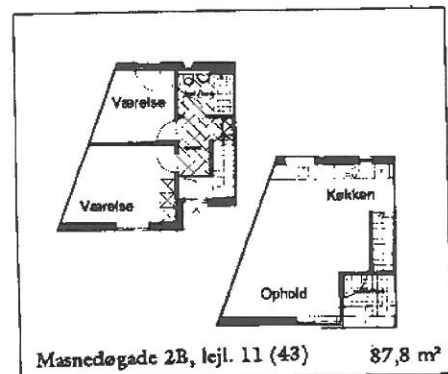 Værelse
Værelse
Køkken
Ophold
Masnedøgade 2B, lejl. 11 (43) 87,8 m²